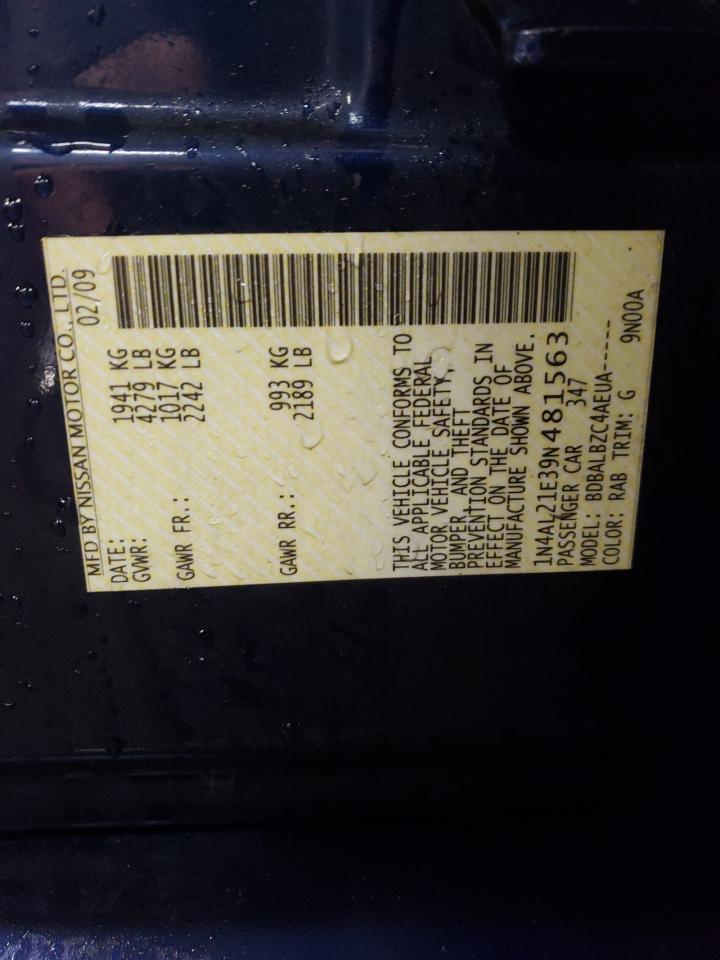 MFD BY NISSAN MOTOR CO., LTD.
DATE: 02/09
GVWR: 1941 KG
4279 LB
GAWR FR.: 1017 KG
2242 LB
GAWR RR.: 993 KG
2189 LB
THIS VEHICLE CONFORMS TO
ALL APPLICABLE FEDERAL
MOTOR VEHICLE SAFETY,
BUMPER, AND THEFT
PREVENTION STANDARDS IN
EFFECT ON THE DATE OF
MANUFACTURE SHOWN ABOVE.
1N4AL21E39N481563
PASSENGER CAR 347
MODEL: BDBALBZC4AEUA-----
COLOR: RAB TRIM: G 9N00A